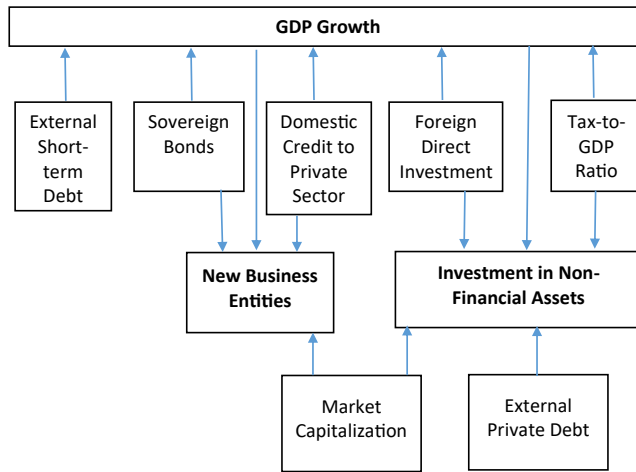 GDP Growth
External
Short-
term
Debt
Sovereign
Bonds
Domestic
Credit to
Private
Sector
Foreign
Direct
Investment
Tax-to-
GDP
Ratio
New Business
Entities
Investment in Non-
Financial Assets
Market
Capitalization
External
Private Debt